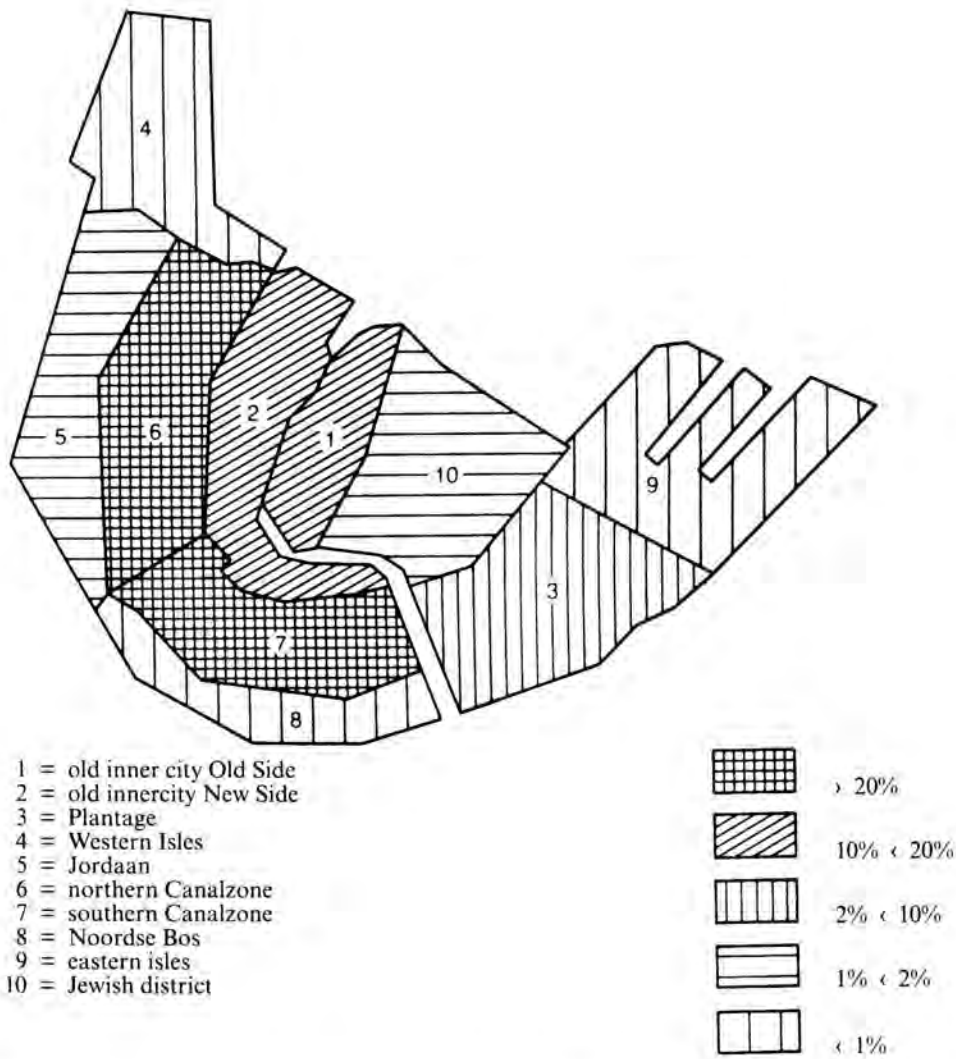 4
2
1
5
6
10
9
3
7
8
1 = old inner city Old Side
2 = old innercity New Side
3 = Plantage
4 = Western Isles
5 = Jordaan
6 = northern Canalzone
7 = southern Canalzone
8 = Noordse Bos
9 = eastern isles
10 = Jewish district
› 20%
10% ‹ 20%
2% ‹ 10%
1% ‹ 2%
‹ 1%